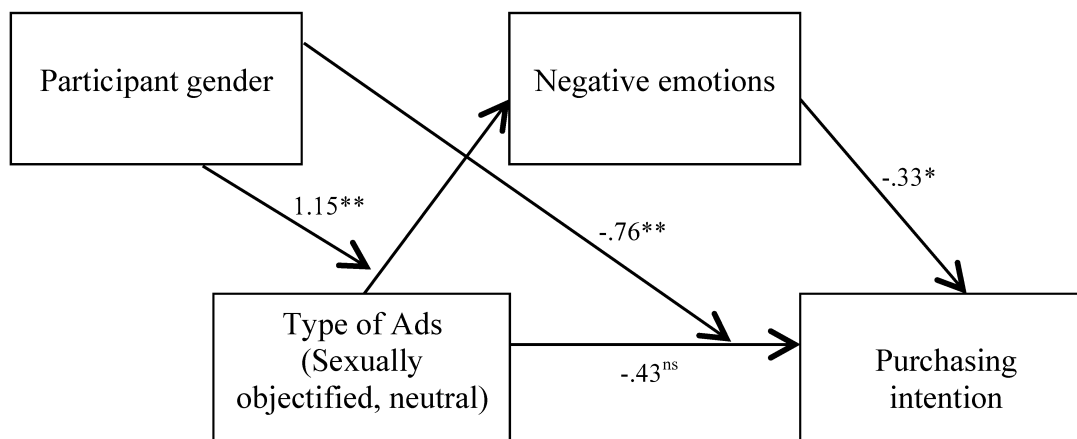 Participant gender
Negative emotions
1.15**
-.76**
-.33*
Type of Ads
(Sexually
objectified, neutral)
-.43ns
Purchasing
intention